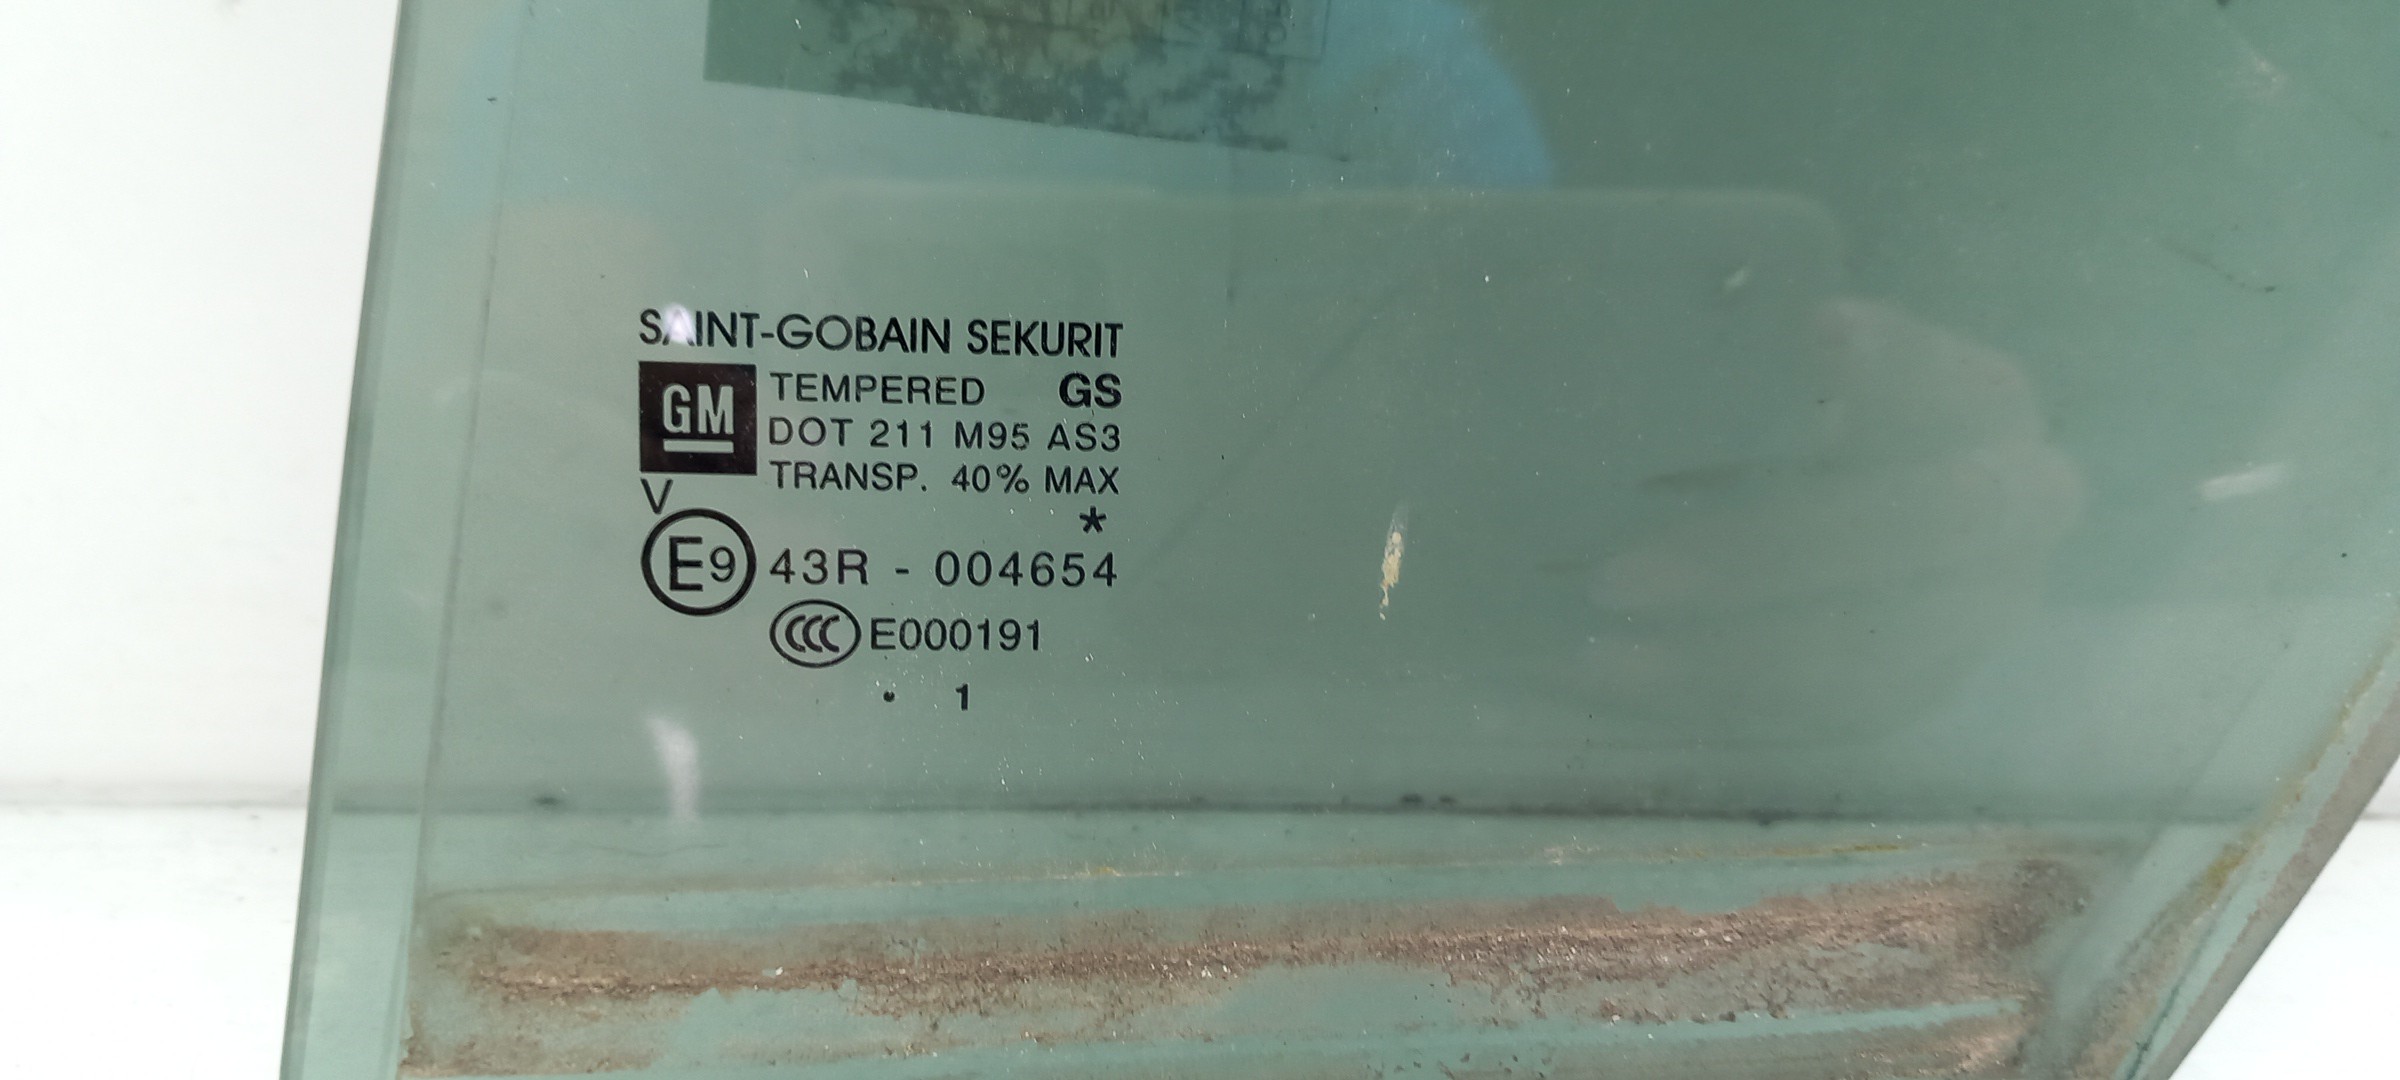 SAINT-GOBAIN SEKURIT
GM
TEMPERED GS
DOT 211 M95 AS3
TRANSP. 40% MAX
V
*
E9 43R - 004654
CCC E000191
. 1